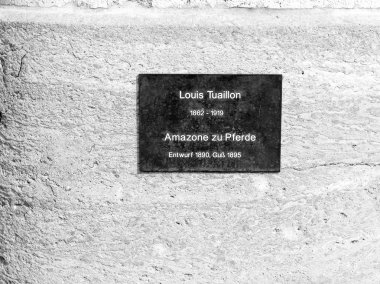 Louis Tuaillon
1862 - 1919
Amazone zu Pferde
Entwurf 1890, Guß 1895